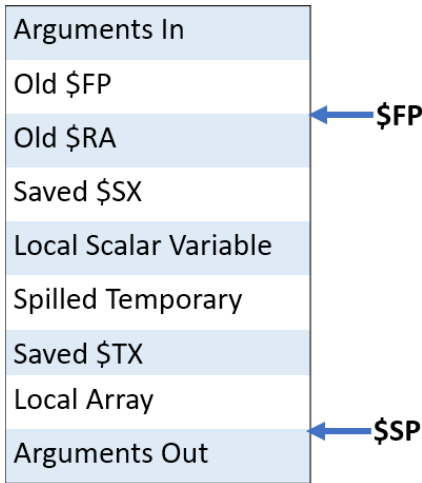 Arguments In
Old $FP
$FP
Old $RA
Saved $SX
Local Scalar Variable
Spilled Temporary
Saved $TX
Local Array
$SP
Arguments Out